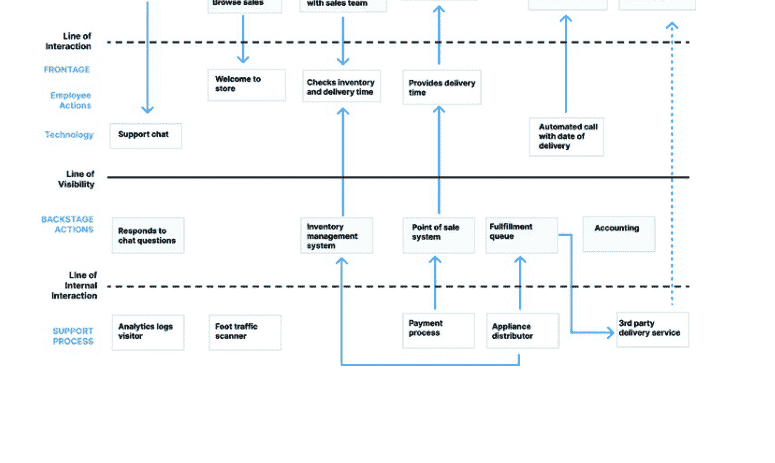 Browse sales
with sales team
Line of
Interaction
FRONTAGE
Welcome to
store
Checks inventory
and delivery time
Provides delivery
time
Employee
Actions
Technology
Support chat
Automated call
with date of
delivery
Line of
Visibility
BACKSTAGE
ACTIONS
Responds to
chat questions
Inventory
management
system
Point of sale
system
Fullfillment
queue
Accounting
Line of
Internal
Interaction
SUPPORT
PROCESS
Analytics logs
visitor
Foot traffic
scanner
Payment
process
Appliance
distributor
3rd party
delivery service